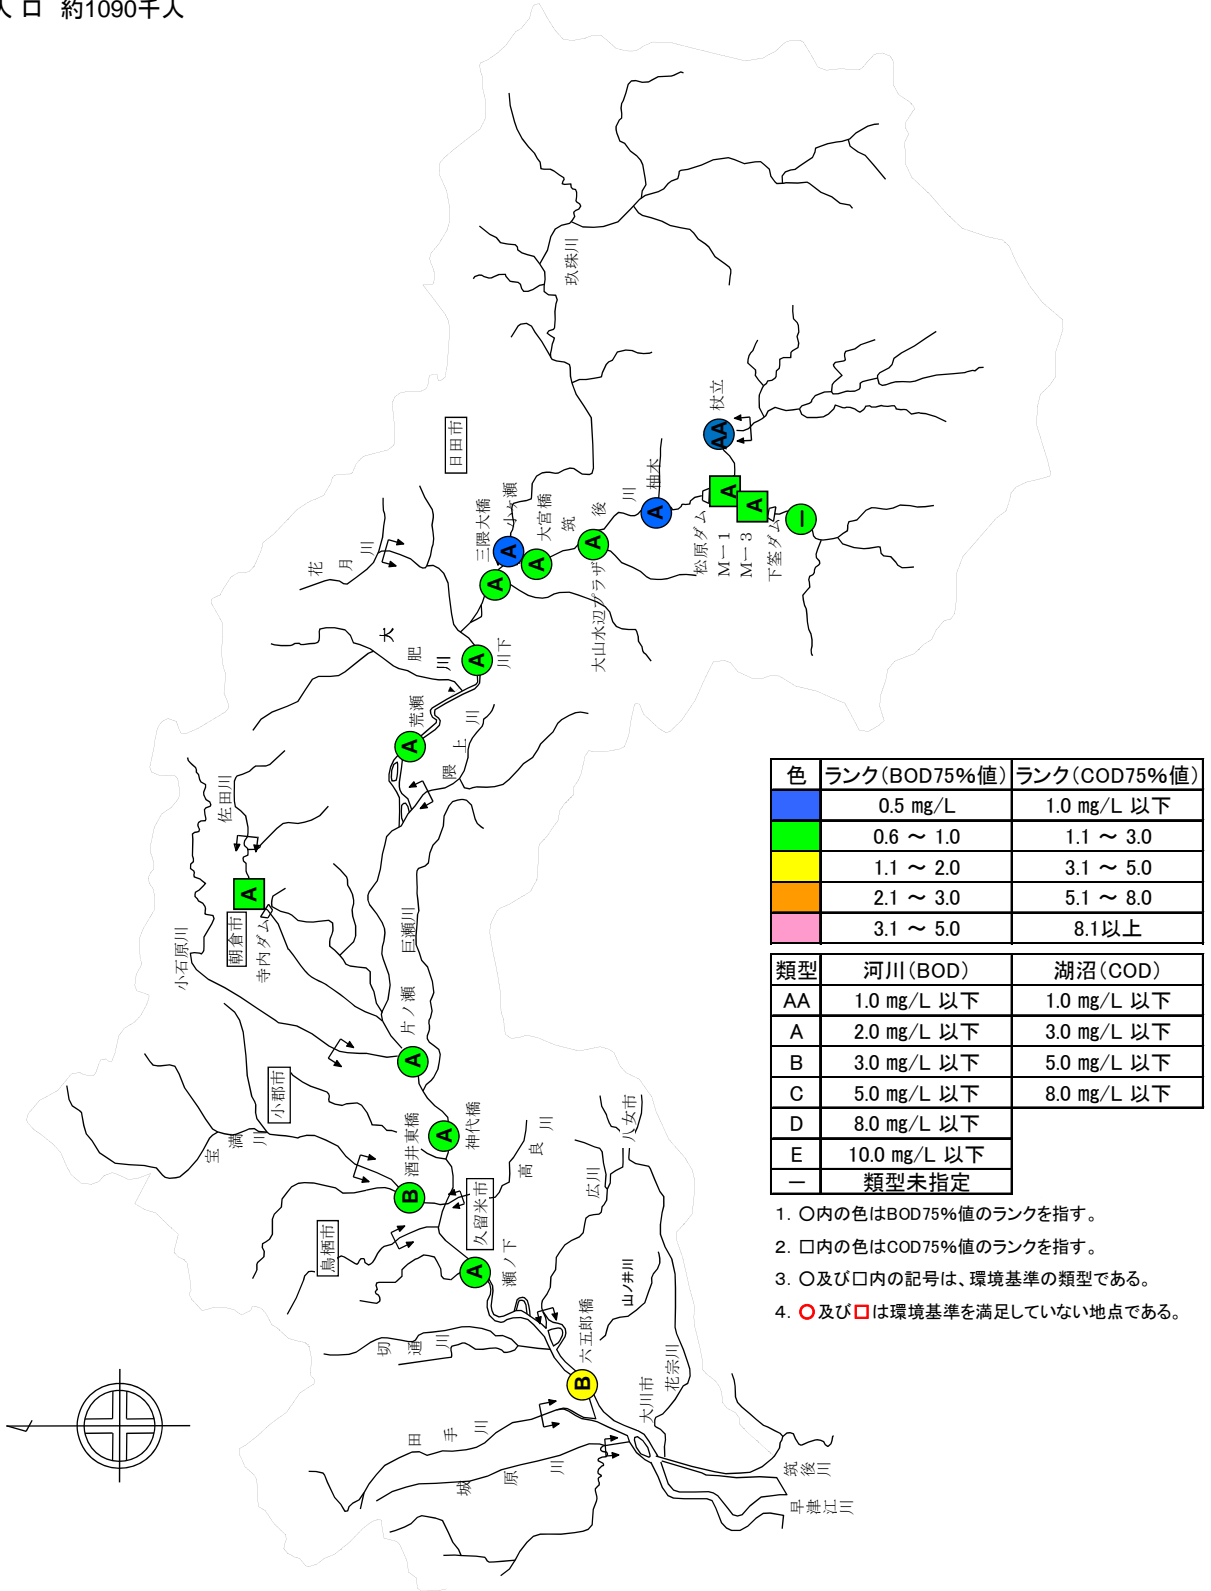 人 口 約1090千人
玖珠川
杖立
AA
日田市
柚木
A
三隈大橋
小ヶ瀬
A
大宮橋
A
筑後川
A
A
大山水辺プラザ
松原ダム
A
M－1
A
M－3
下筌ダム
－
花月川
大肥川
A
川下
荒瀬
A
隈上川
佐田川
A
朝倉市
寺内ダム
小石原川
巨瀬川
片ノ瀬
A
小郡市
宝満川
A
神代橋
酒井東橋
B
高良川
久留米市
鳥栖市
A
瀬ノ下
広川
八女市
山ノ井川
切通川
六五郎橋
B
花宗川
大川市
田手川
城原川
筑後川
早津江川
色 ランク(BOD75%値) ランク(COD75%値)
0.5 mg/L 1.0 mg/L 以下
0.6 ～ 1.0 1.1 ～ 3.0
1.1 ～ 2.0 3.1 ～ 5.0
2.1 ～ 3.0 5.1 ～ 8.0
3.1 ～ 5.0 8.1以上
類型 河川(BOD) 湖沼(COD)
AA 1.0 mg/L 以下 1.0 mg/L 以下
A 2.0 mg/L 以下 3.0 mg/L 以下
B 3.0 mg/L 以下 5.0 mg/L 以下
C 5.0 mg/L 以下 8.0 mg/L 以下
D 8.0 mg/L 以下
E 10.0 mg/L 以下
－ 類型未指定
1. ○内の色はBOD75%値のランクを指す。
2. □内の色はCOD75%値のランクを指す。
3. ○及び□内の記号は、環境基準の類型である。
4. ○及び□は環境基準を満足していない地点である。